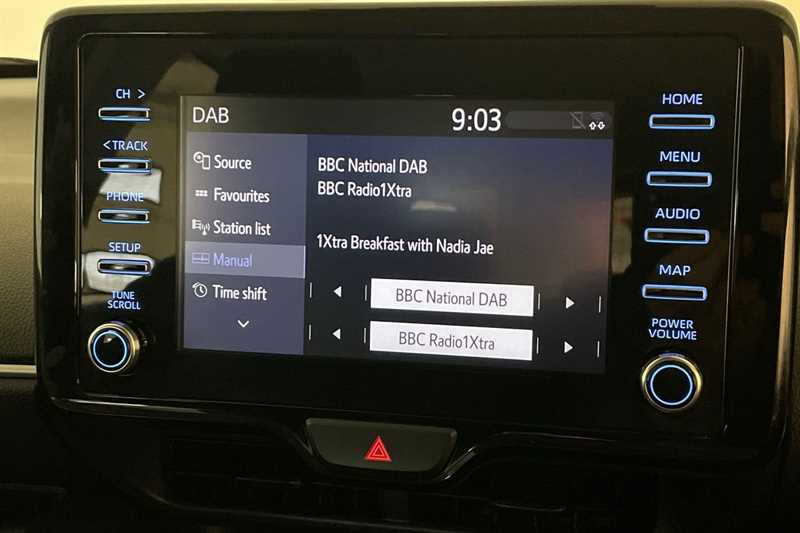 CH >
<TRACK
PHONE
SETUP
TUNE
SCROLL
DAB
9:03
Source
Favourites
Station list
Manual
Time shift
BBC National DAB
BBC Radio1Xtra
1Xtra Breakfast with Nadia Jae
BBC National DAB
BBC Radio1Xtra
HOME
MENU
AUDIO
MAP
POWER
VOLUME